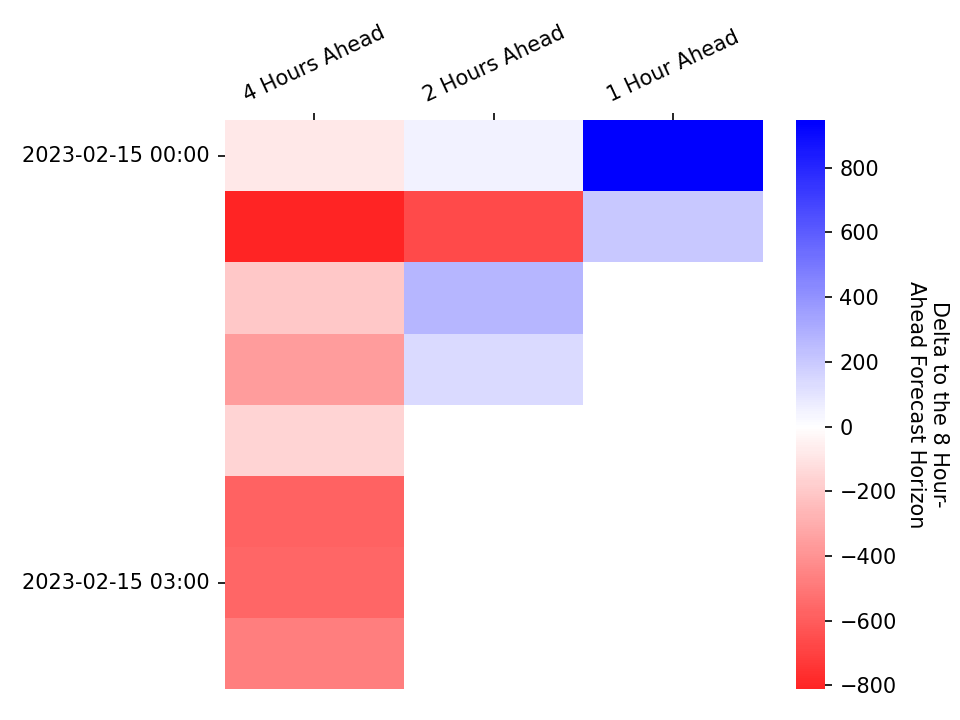 4 Hours Ahead
2 Hours Ahead
1 Hour Ahead
2023-02-15 00:00
2023-02-15 03:00
800
600
400
200
0
−200
−400
−600
−800
Delta to the 8 Hour-
Ahead Forecast Horizon